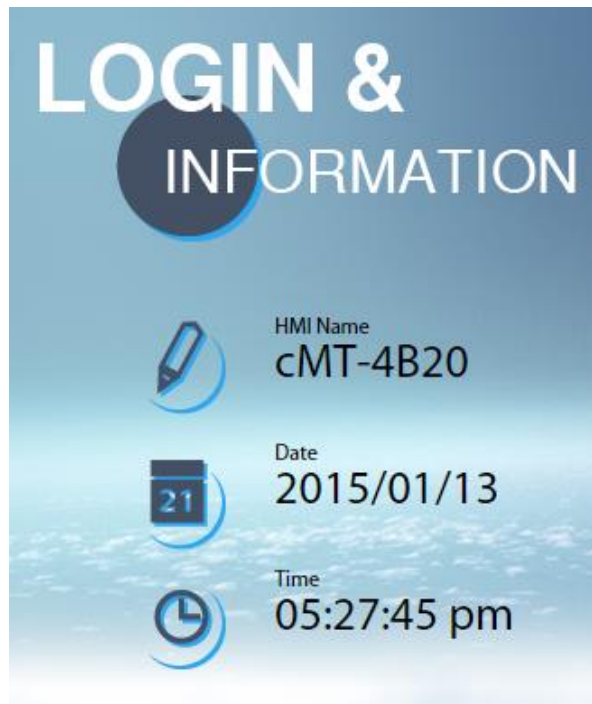 LOGIN &
INFORMATION
HMI Name
cMT-4B20
Date
2015/01/13
21
Time
05:27:45 pm